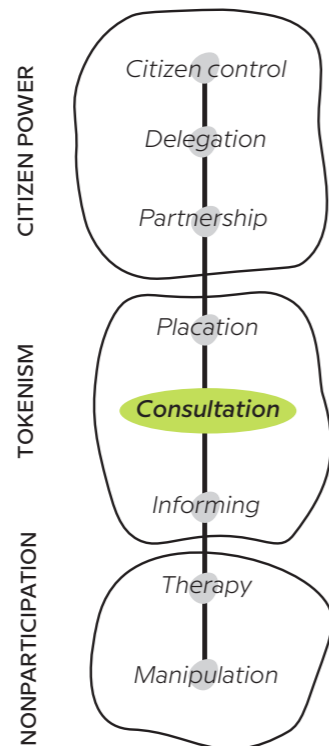 CITIZEN POWER
Citizen control
Delegation
Partnership
TOKENISM
Placation
Consultation
Informing
NONPARTICIPATION
Therapy
Manipulation